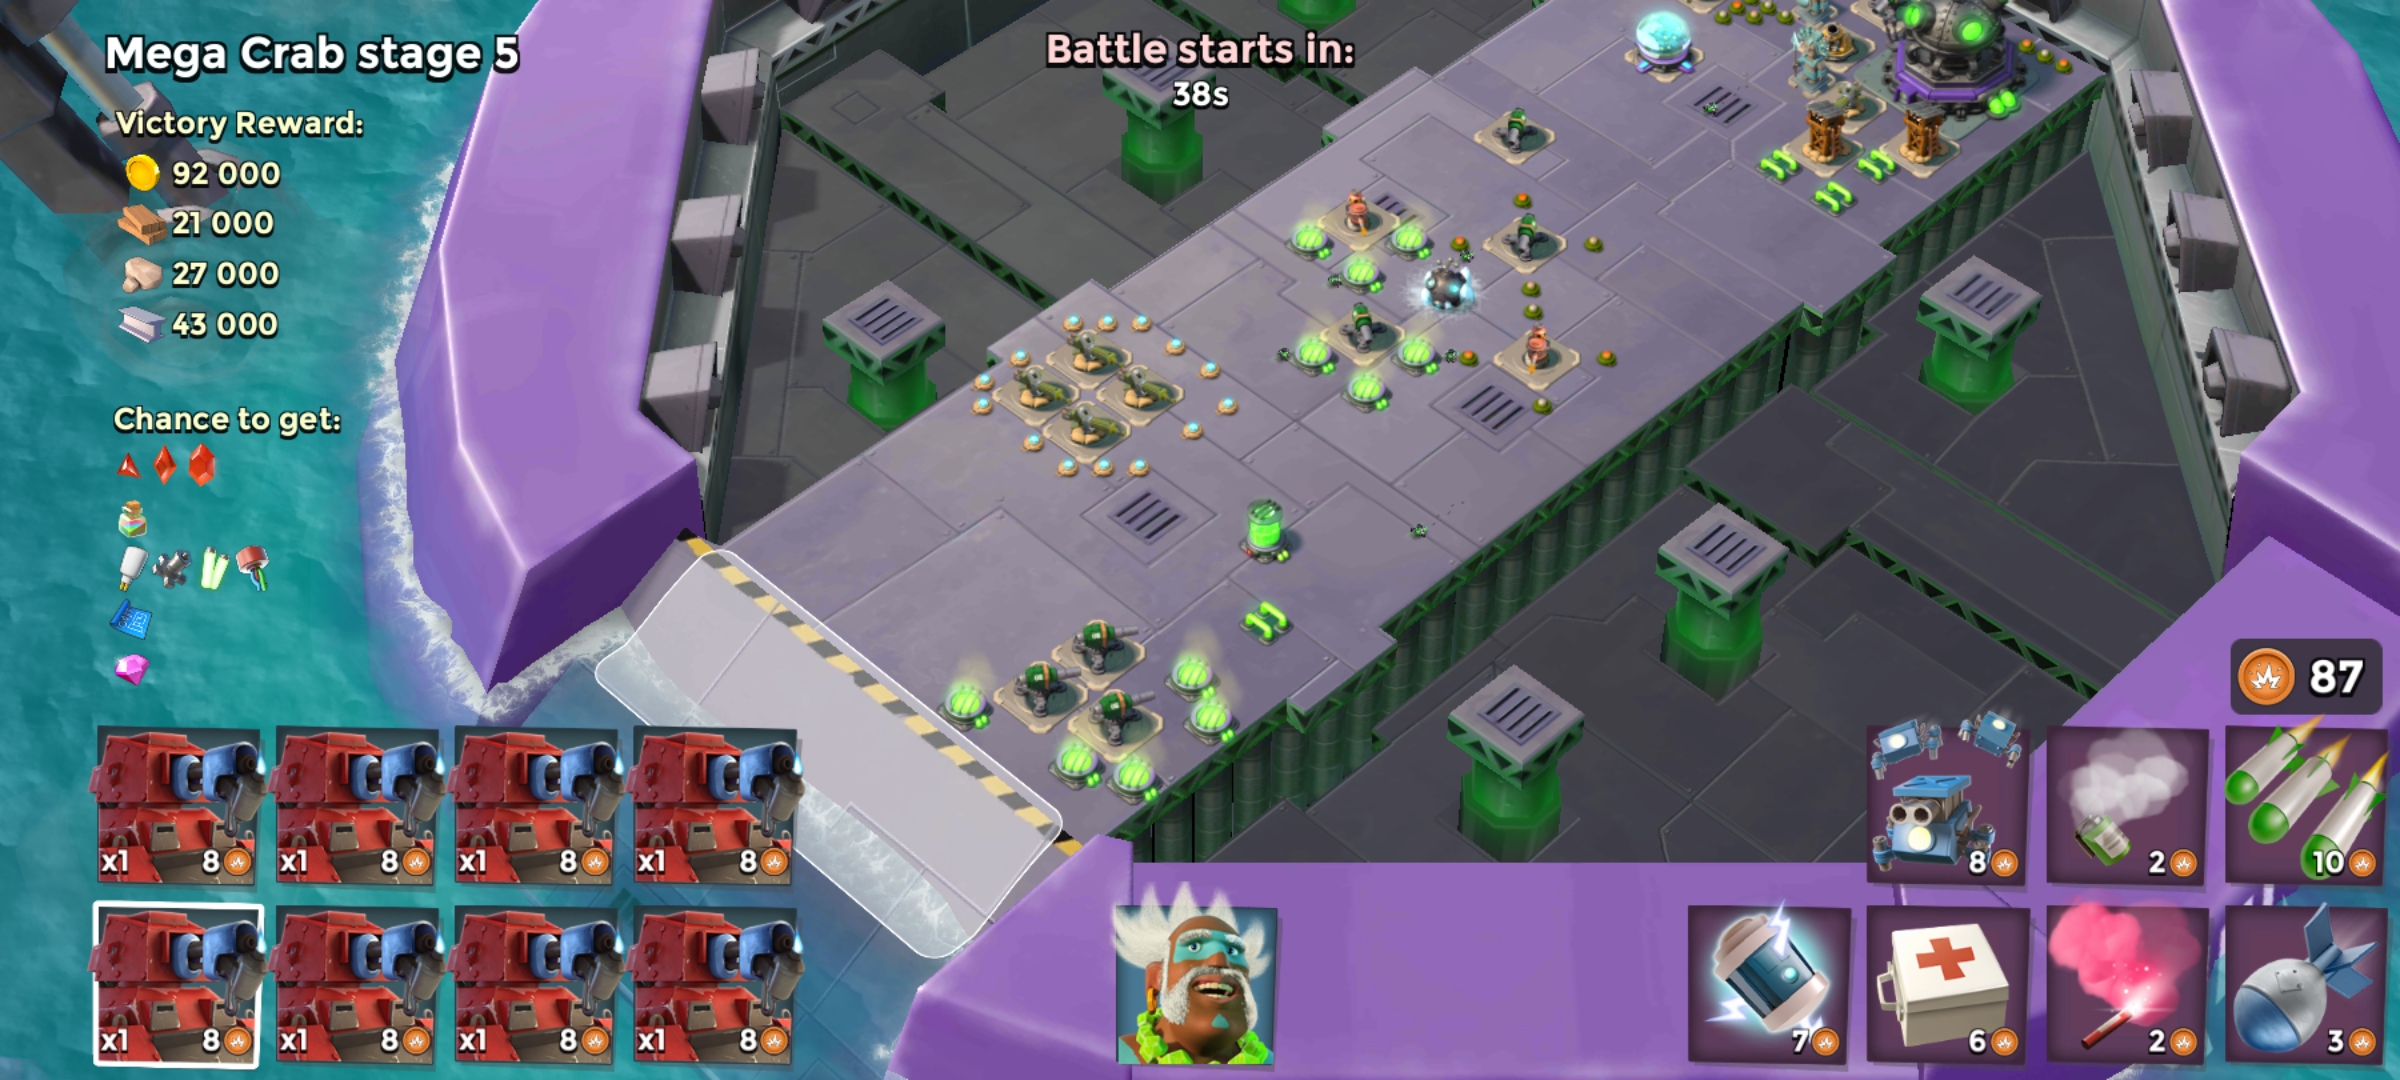 Mega Crab stage 5
Battle starts in:
38s
Victory Reward:
92 000
21 000
27 000
43 000
Chance to get:
87
x1 8
x1 8
x1 8
x1 8
8
2
10
x1 8
x1 8
x1 8
x1 8
7
6
2
3